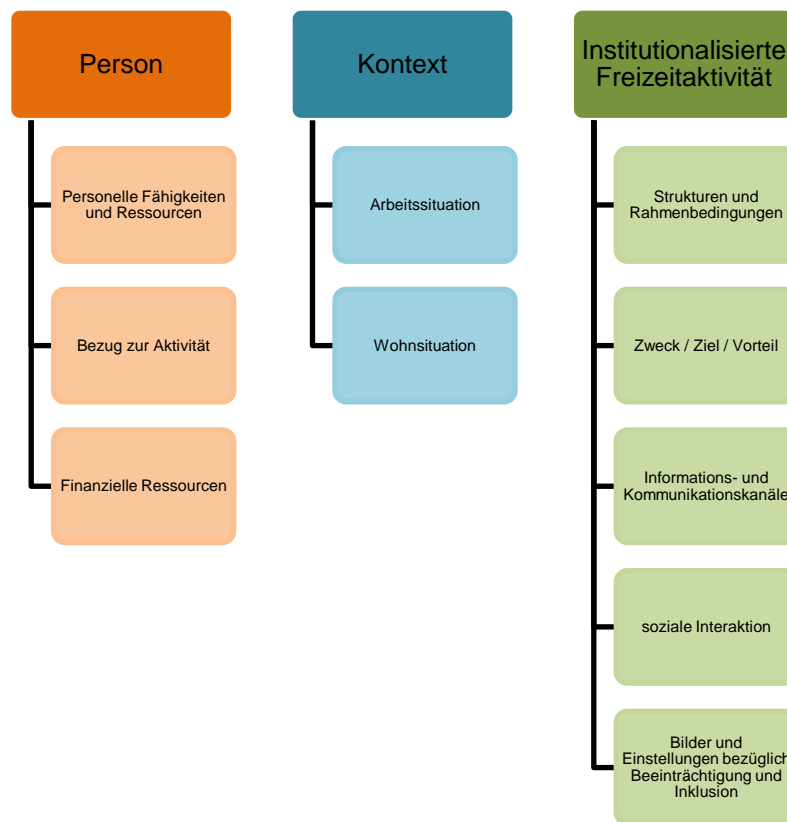 Person
Personelle Fähigkeiten
und Ressourcen
Bezug zur Aktivität
Finanzielle Ressourcen
Kontext
Arbeitssituation
Wohnsituation
Institutionalisierte
Freizeitaktivität
Strukturen und
Rahmenbedingungen
Zweck / Ziel / Vorteil
Informations- und
Kommunikationskanäle
soziale Interaktion
Bilder und
Einstellungen bezüglich
Beeinträchtigung und
Inklusion